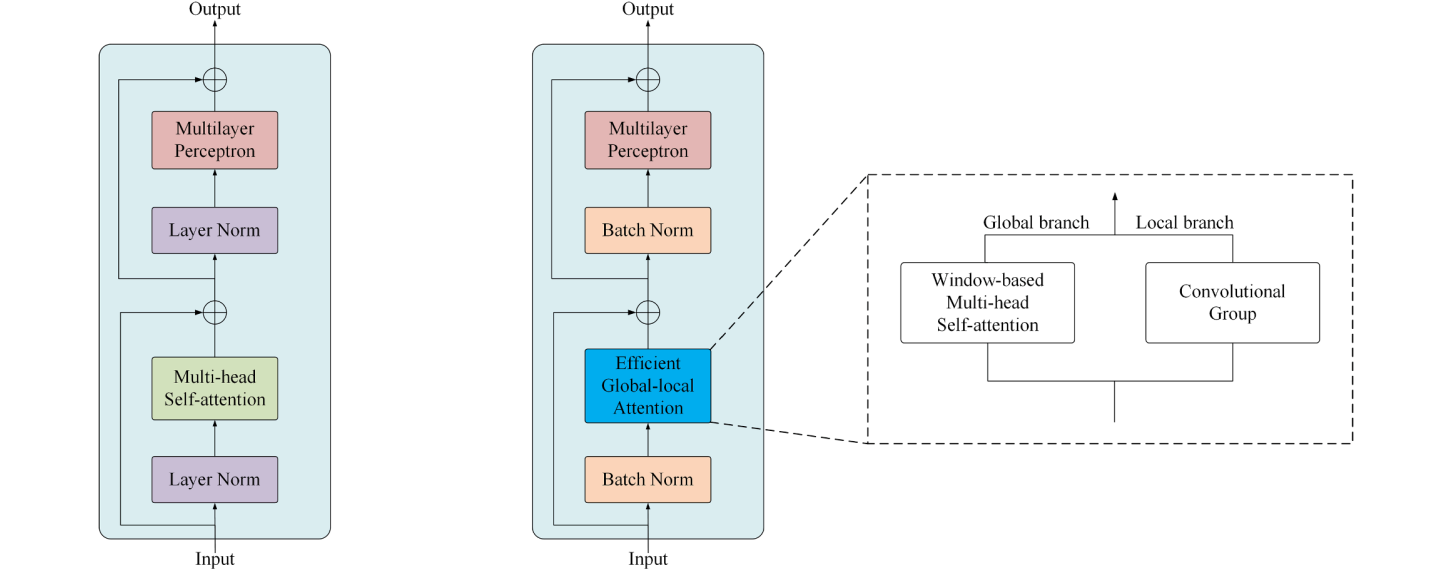 Output
Multilayer
Perceptron
Layer Norm
Multi-head
Self-attention
Layer Norm
Input
Output
Multilayer
Perceptron
Batch Norm
Efficient
Global-local
Attention
Batch Norm
Input
Global branch
Local branch
Window-based
Multi-head
Self-attention
Convolutional
Group